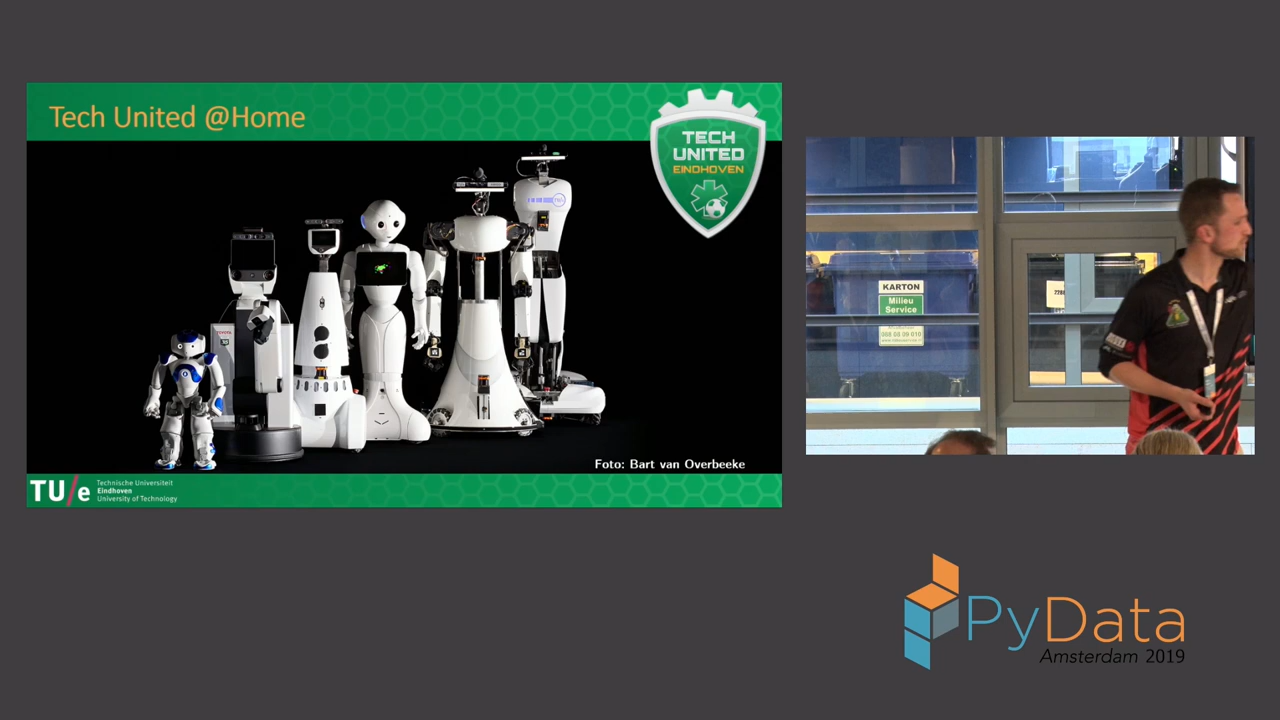 Tech United @Home
TECH
UNITED
EINDHOVEN
Foto: Bart van Overbeeke
TU/e
Technische Universiteit
Eindhoven
University of Technology
KARTON
Milieu
Service
PyData
Amsterdam 2019